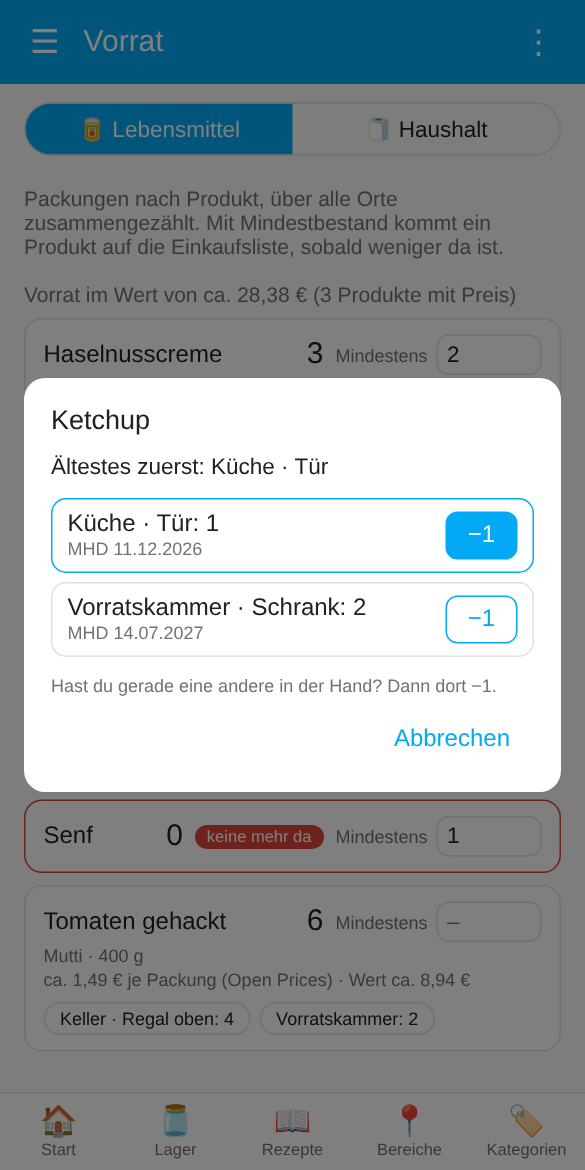 ☰ Vorrat ⋮
🥫 Lebensmittel 🧻 Haushalt
Packungen nach Produkt, über alle Orte
zusammengezählt. Mit Mindestbestand kommt ein
Produkt auf die Einkaufsliste, sobald weniger da ist.
Vorrat im Wert von ca. 28,38 € (3 Produkte mit Preis)
Haselnusscreme 3 Mindestens 2
Ketchup
Ältestes zuerst: Küche · Tür
Küche · Tür: 1
MHD 11.12.2026
−1
Vorratskammer · Schrank: 2
MHD 14.07.2027
−1
Hast du gerade eine andere in der Hand? Dann dort −1.
Abbrechen
Senf 0 keine mehr da Mindestens 1
Tomaten gehackt 6 Mindestens –
Mutti · 400 g
ca. 1,49 € je Packung (Open Prices) · Wert ca. 8,94 €
Keller · Regal oben: 4 Vorratskammer: 2
Start Lager Rezepte Bereiche Kategorien